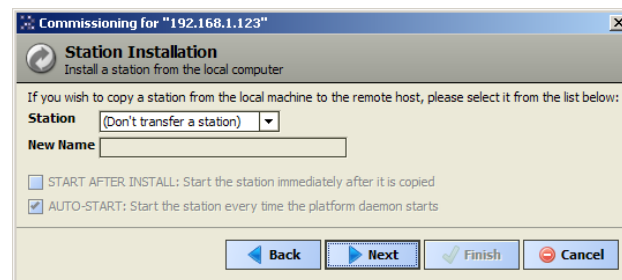 Commissioning for "192.168.1.123"
Station Installation
Install a station from the local computer
If you wish to copy a station from the local machine to the remote host, please select it from the list below:
Station (Don't transfer a station)
New Name
START AFTER INSTALL: Start the station immediately after it is copied
AUTO-START: Start the station every time the platform daemon starts
Back Next Finish Cancel